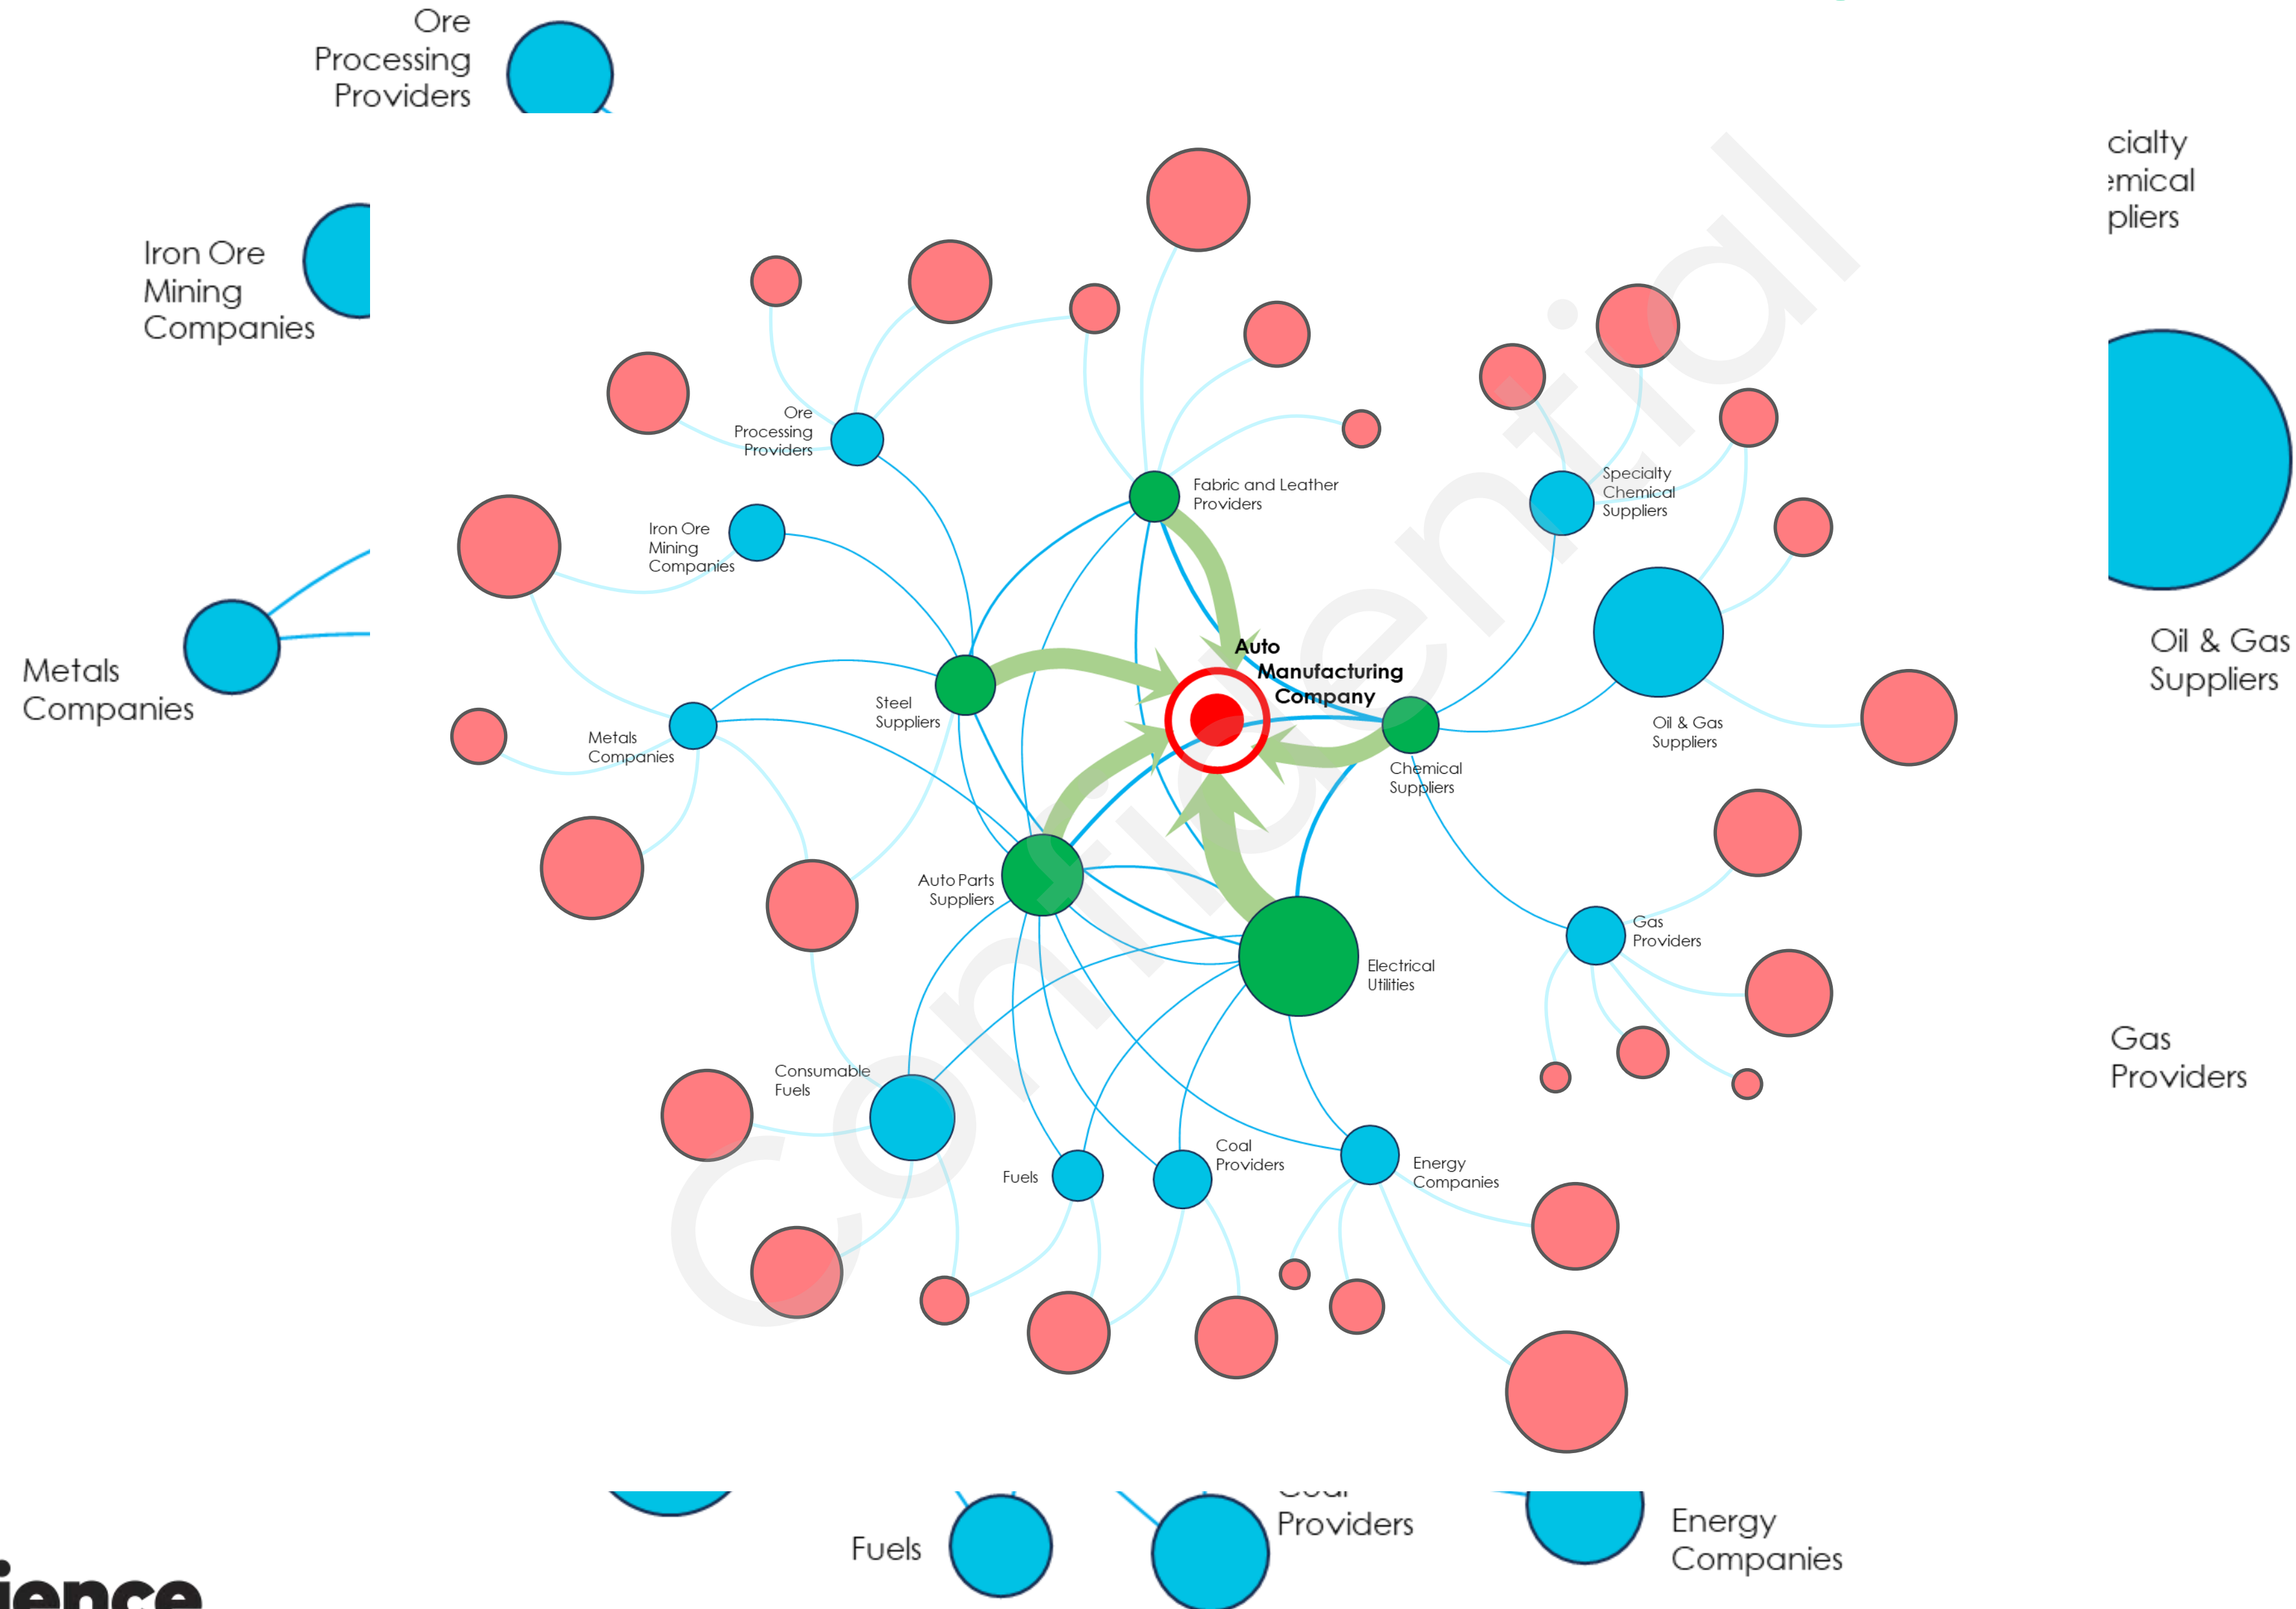 Ore
Processing
Providers
Iron Ore
Mining
Companies
Metals
Companies
cialty
pliers
Oil & Gas
Suppliers
Gas
Providers
Ore
Processing
Providers
Iron Ore
Mining
Companies
Fabric and Leather
Providers
Specialty
Chemical
Suppliers
Auto
Manufacturing
Company
Steel
Suppliers
Metals
Companies
Oil & Gas
Suppliers
Chemical
Suppliers
Auto Parts
Suppliers
Gas
Providers
Electrical
Utilities
Consumable
Fuels
Fuels
Coal
Providers
Energy
Companies
Confidential
Fuels
Providers
Energy
Companies
ience